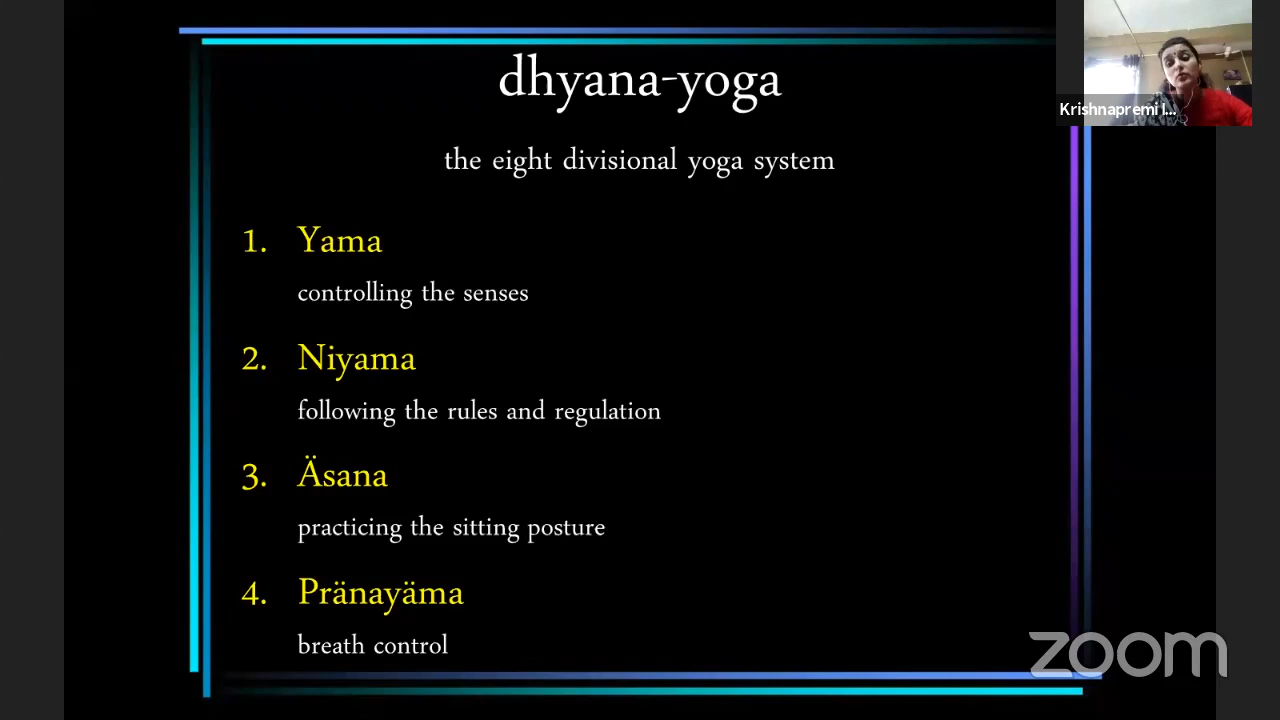 dhyana-yoga
the eight divisional yoga system
1. Yama
controlling the senses
2. Niyama
following the rules and regulation
3. Äsana
practicing the sitting posture
4. Pränayäma
breath control
Krishnapremi I...
zoom